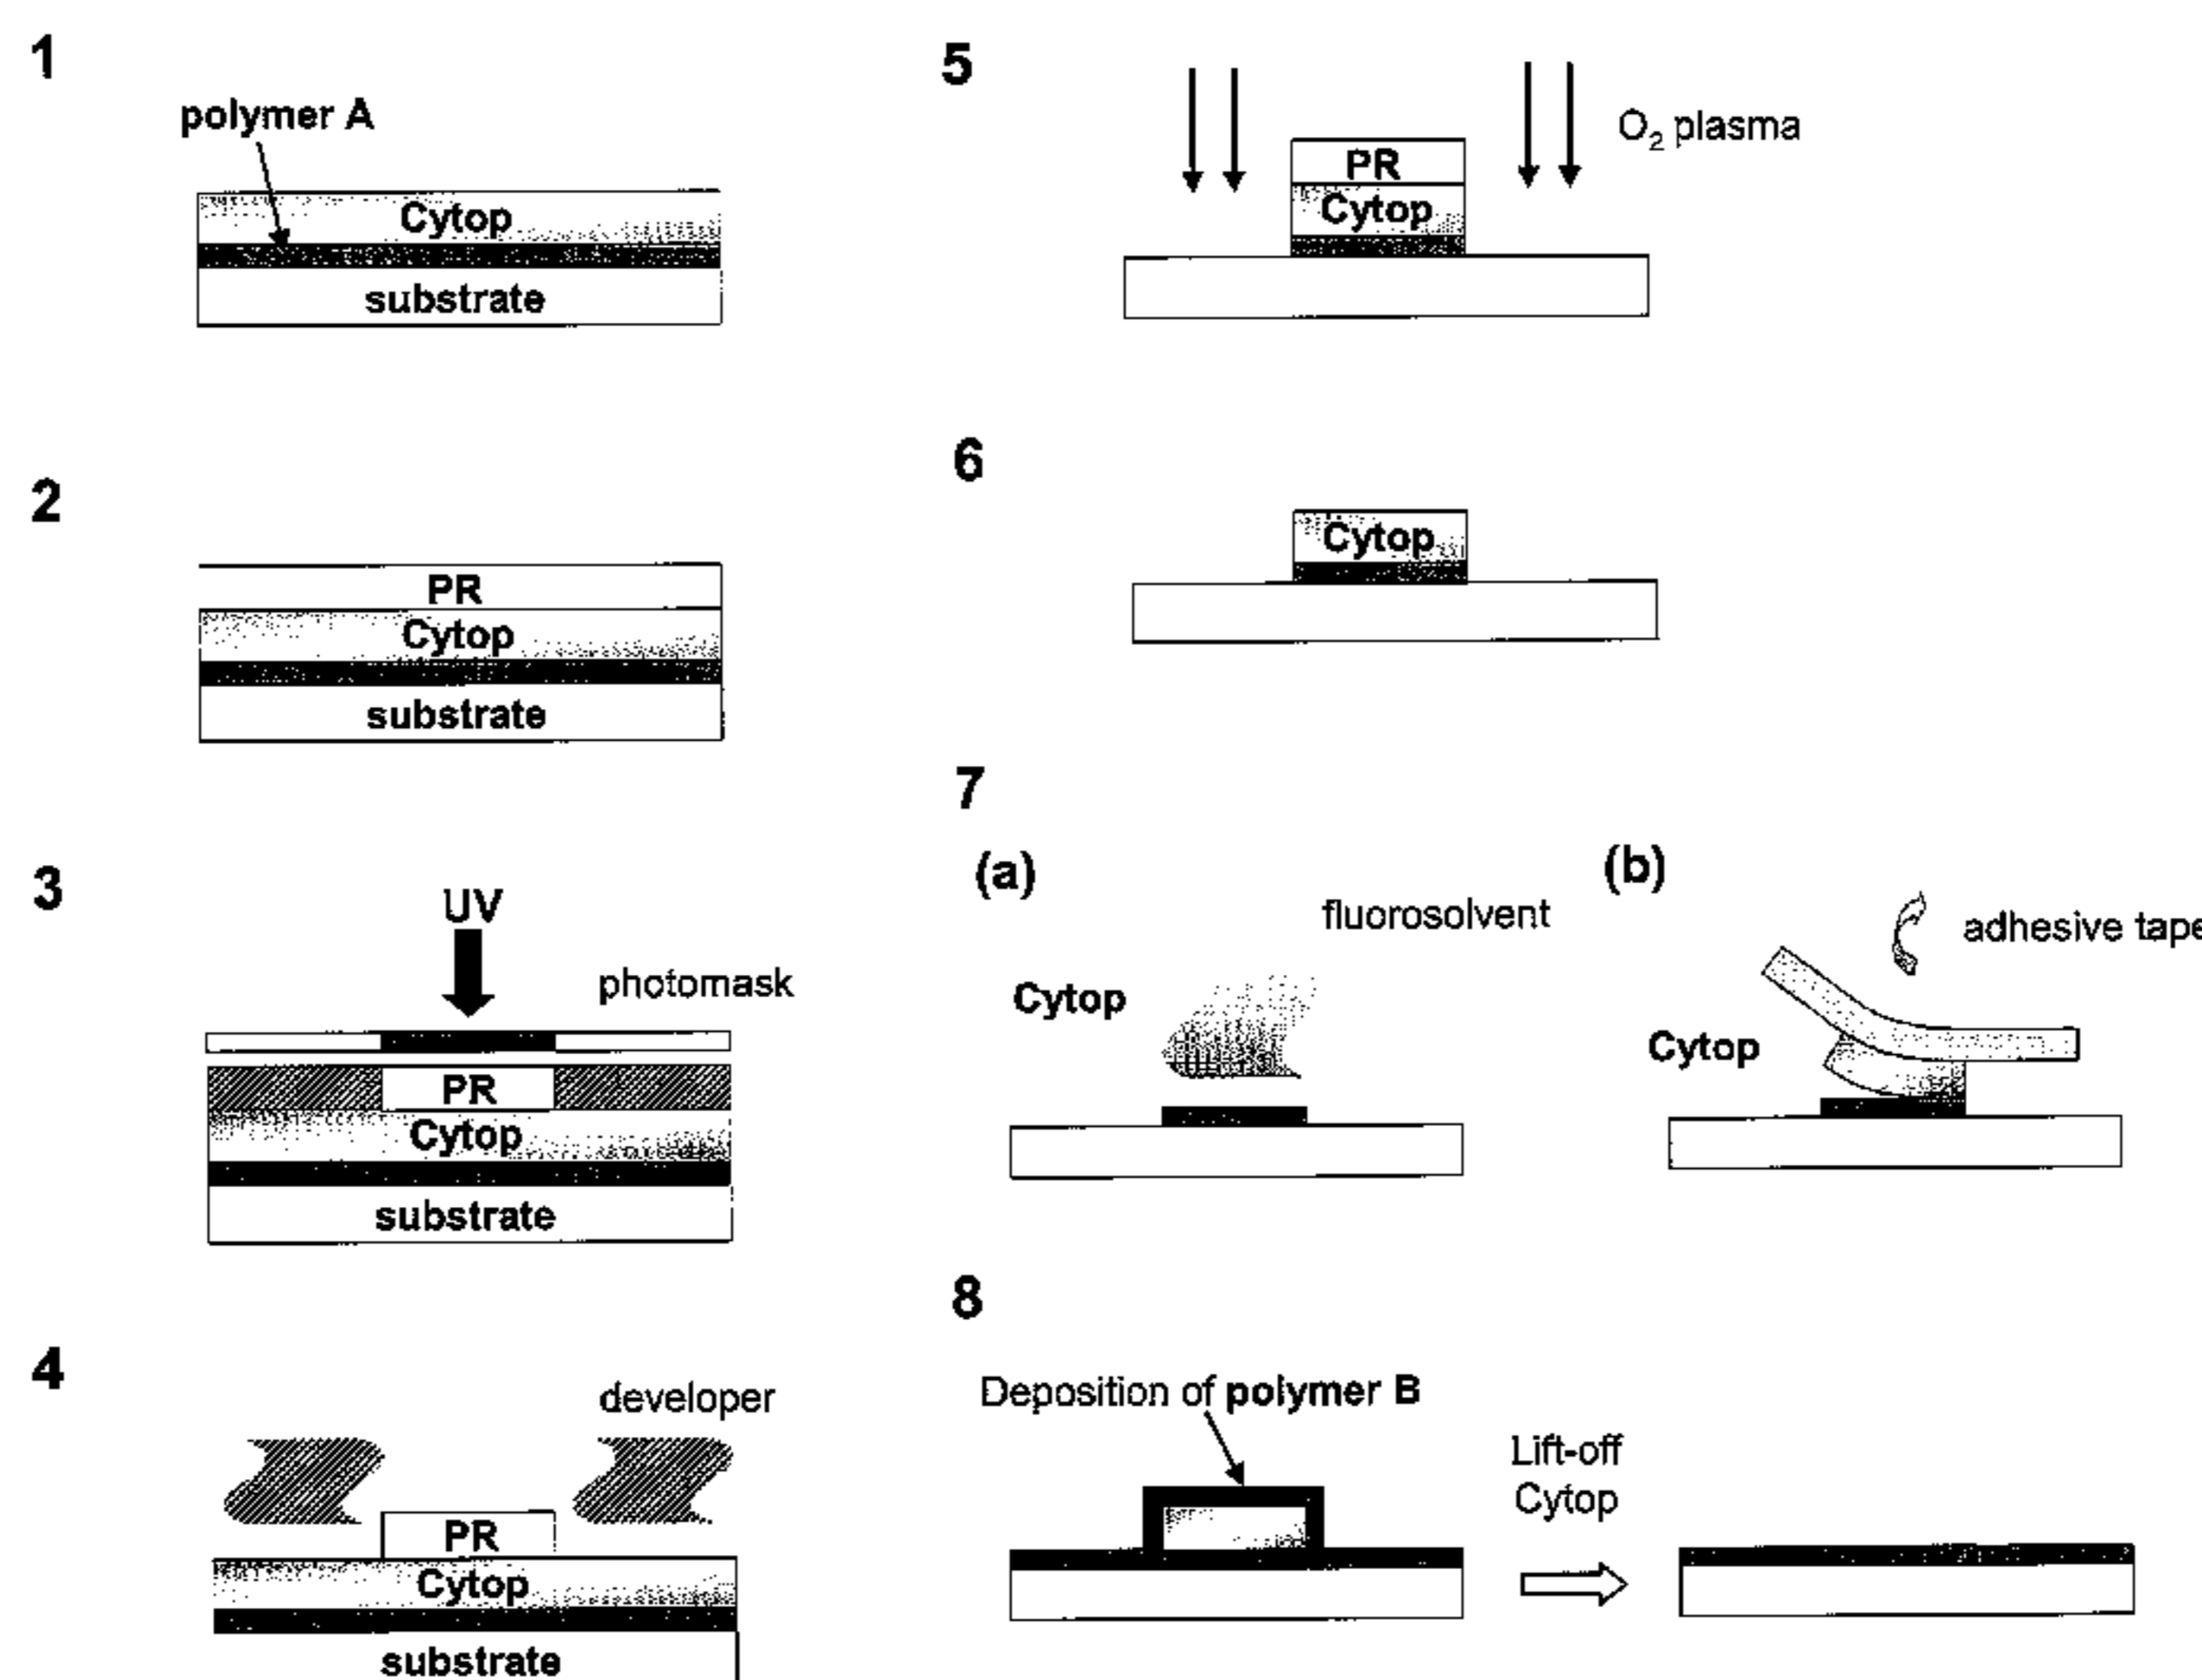 1
polymer A
Cytop
substrate
2
PR
Cytop
substrate
3
UV
photomask
PR
Cytop
substrate
4
developer
PR
Cytop
substrate
5
O₂ plasma
PR
Cytop
6
Cytop
7
(a)
fluorosolvent
Cytop
(b)
adhesive tape
Cytop
8
Deposition of polymer B
Lift-off
Cytop